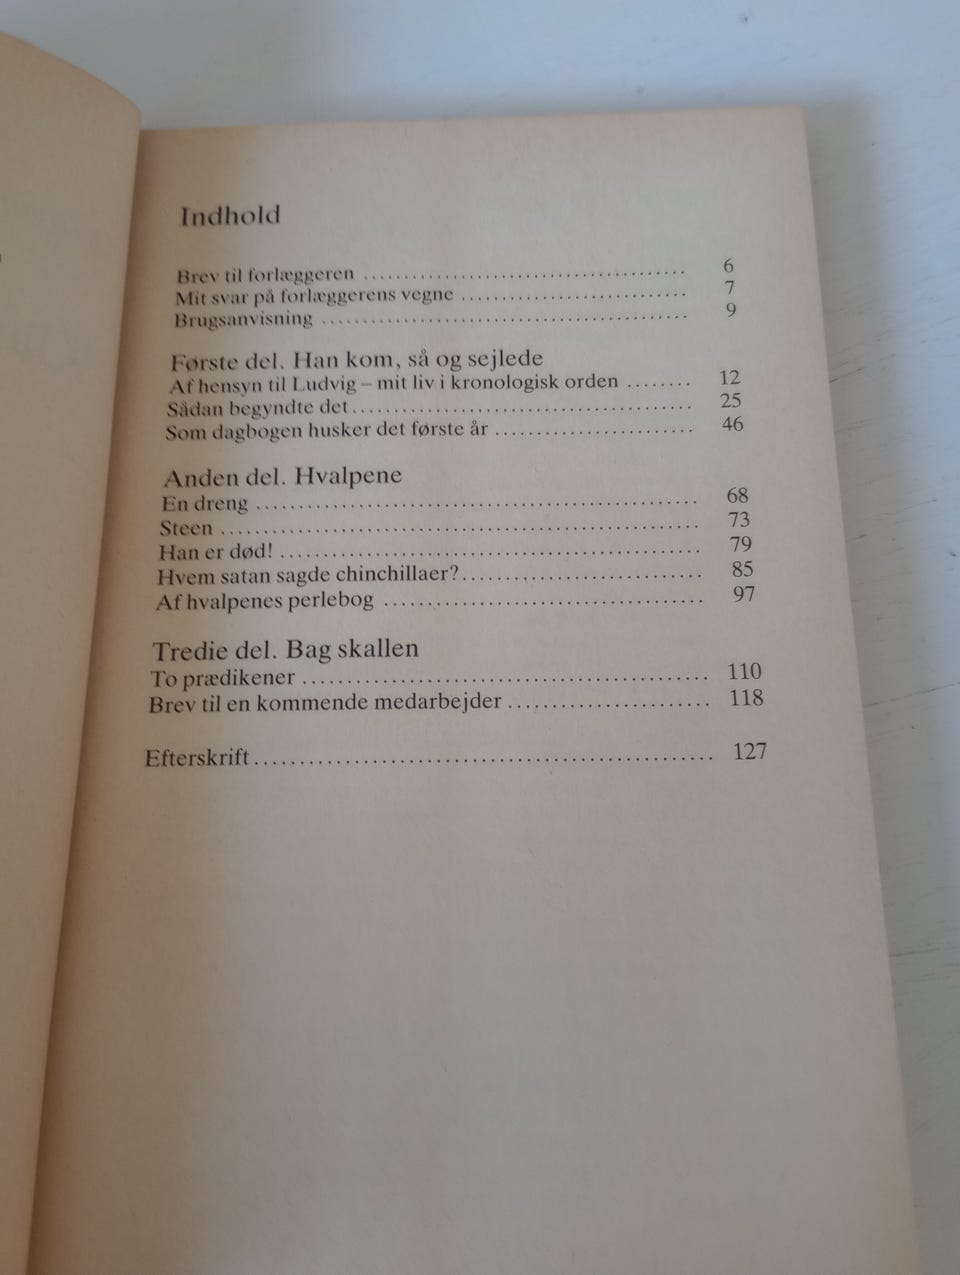 Indhold
Brev til forlæggeren ........................................ 6
Mit svar på forlæggerens vegne ........................... 7
Brugsanvisning ............................................ 9
Første del. Han kom, så og sejlede
Af hensyn til Ludvig – mit liv i kronologisk orden ........ 12
Sådan begyndte det ........................................ 25
Som dagbogen husker det første år ........................ 46
Anden del. Hvalpene
En dreng .................................................. 68
Steen ..................................................... 73
Han er død! ............................................... 79
Hvem satan sagde chinchillaer? ........................... 85
Af hvalpenes perlebog .................................... 97
Tredie del. Bag skallen
To prædikener ............................................. 110
Brev til en kommende medarbejder ....................... 118
Efterskrift ................................................ 127